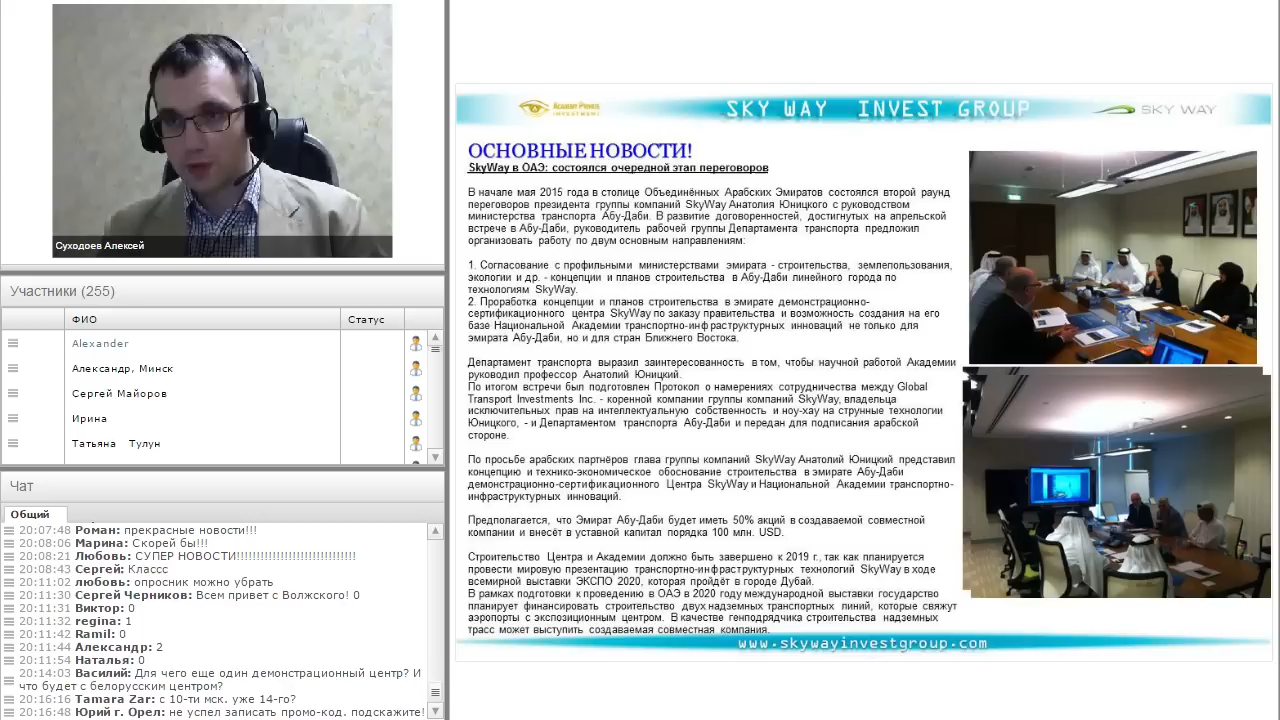 Суходоев Алексей
Участники (255)
ФИО
Статус
Alexander
Александр, Минск
Сергей Майоров
Ирина
Татьяна Тулун
Чат
Общий
20:07:48 Роман: прекрасные новости!!!
20:08:06 Марина: Скорей бы!!!
20:08:21 Любовь: СУПЕР НОВОСТИ!!!!!!!!!!!!!!!!!!!!!!!!!!!!!!
20:08:43 Сергей: Классс
20:11:02 любовь: опросник можно убрать
20:11:30 Сергей Черников: Всем привет с Волжского! 0
20:11:31 Виктор: 0
20:11:32 regina: 1
20:11:42 Ramil: 0
20:11:44 Александр: 2
20:11:54 Наталья: 0
20:14:03 Василий: Для чего еще один демонстрационный центр? И
что будет с белорусским центром?
20:16:16 Tamara Zar: с 10-ти мск. уже 14-го?
20:16:48 Юрий г. Орел: не успел записать промо-код. подскажите!
SKY WAY INVEST GROUP
SKY WAY
ОСНОВНЫЕ НОВОСТИ!
SkyWay в ОАЭ: состоялся очередной этап переговоров
В начале мая 2015 года в столице Объединённых Арабских Эмиратов состоялся второй раунд
переговоров президента группы компаний SkyWay Анатолия Юницкого с руководством
министерства транспорта Абу-Даби. В развитие договоренностей, достигнутых на апрельской
встрече в Абу-Даби, руководитель рабочей группы Департамента транспорта предложил
организовать работу по двум основным направлениям:
1. Согласование с профильными министерствами эмирата - строительства, землепользования,
экологии и др. - концепции и планов строительства в Абу-Даби линейного города по
технологиям SkyWay.
2. Проработка концепции и планов строительства в эмирате демонстрационно-
сертификационного центра SkyWay по заказу правительства и возможность создания на его
базе Национальной Академии транспортно-инфраструктурных инноваций не только для
эмирата Абу-Даби, но и для стран Ближнего Востока.
Департамент транспорта выразил заинтересованность в том, чтобы научной работой Академии
руководил профессор Анатолий Юницкий.
По итогом встречи был подготовлен Протокол о намерениях сотрудничества между Global
Transport Investments Inc. - коренной компании группы компаний SkyWay, владельца
исключительных прав на интеллектуальную собственность и ноу-хау на струнные технологии
Юницкого, - и Департаментом транспорта Абу-Даби и передан для подписания арабской
стороне.
По просьбе арабских партнёров глава группы компаний SkyWay Анатолий Юницкий представил
концепцию и технико-экономическое обоснование строительства в эмирате Абу-Даби
демонстрационно-сертификационного Центра SkyWay и Национальной Академии транспортно-
инфраструктурных инноваций.
Предполагается, что Эмират Абу-Даби будет иметь 50% акций в создаваемой совместной
компании и внесёт в уставной капитал порядка 100 млн. USD.
Строительство Центра и Академии должно быть завершено к 2019 г., так как планируется
провести мировую презентацию транспортно-инфраструктурных технологий SkyWay в ходе
всемирной выставки ЭКСПО 2020, которая пройдёт в городе Дубай.
В рамках подготовки к проведению в ОАЭ в 2020 году международной выставки государство
планирует финансировать строительство двух надземных транспортных линий, которые свяжут
аэропорты с экспозиционным центром. В качестве генподрядчика строительства надземных
трасс может выступить создаваемая совместная компания.
www.skywayinvestgroup.com